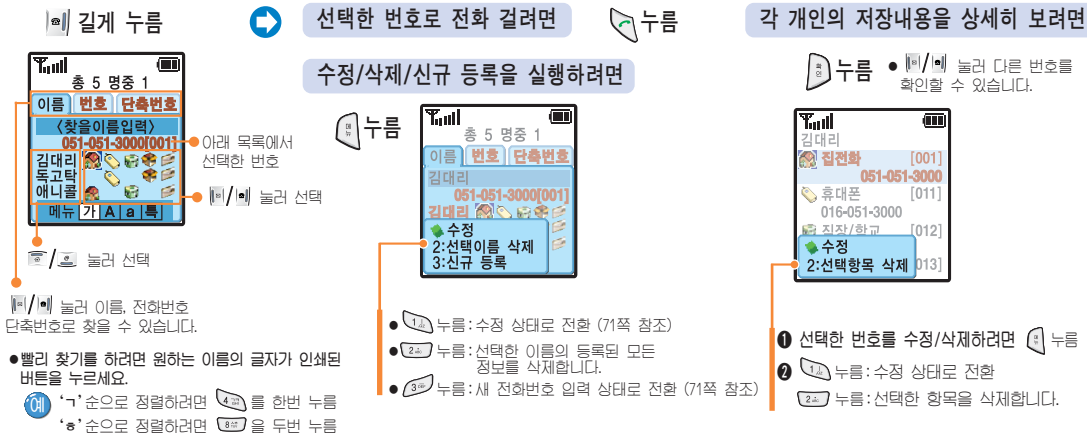 길게 누름
총 5 명중 1
이름 번호 단축번호
〈찾을이름입력〉
051-051-3000[001]
김대리
독고탁
애니콜
메뉴 가 A a 특
아래 목록에서
선택한 번호
눌러 선택
눌러 선택
눌러 이름, 전화번호
단축번호로 찾을 수 있습니다.
●빨리 찾기를 하려면 원하는 이름의 글자가 인쇄된
버튼을 누르세요.
예 ‘ㄱ’순으로 정렬하려면 4 를 한번 누름
‘ㅎ’순으로 정렬하려면 8 을 두번 누름
선택한 번호로 전화 걸려면 누름
수정/삭제/신규 등록을 실행하려면
메뉴 누름
총 5 명중 1
이름 번호 단축번호
김대리
051-051-3000[001]
김대리
수정
2:선택이름 삭제
3:신규 등록
● 1 누름:수정 상태로 전환 (71쪽 참조)
● 2 누름:선택한 이름의 등록된 모든
정보를 삭제합니다.
● 3 누름:새 전화번호 입력 상태로 전환 (71쪽 참조)
각 개인의 저장내용을 상세히 보려면
확인 누름 ● 눌러 다른 번호를
확인할 수 있습니다.
김대리
집전화 [001]
051-051-3000
휴대폰 [011]
016-051-3000
직장/학교 [012]
수정
2:선택항목 삭제 013]
❶ 선택한 번호를 수정/삭제하려면 메뉴 누름
❷ 1 누름:수정 상태로 전환
2 누름:선택한 항목을 삭제합니다.